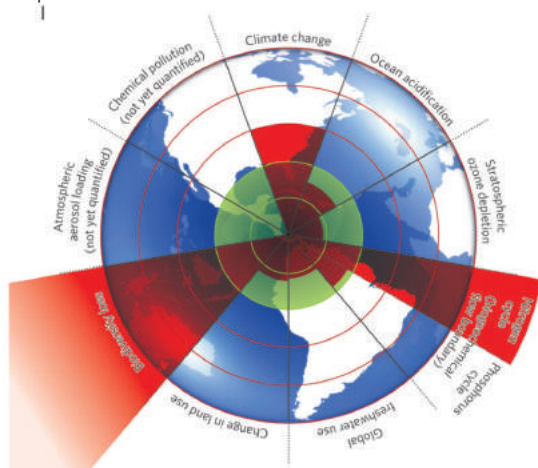 Climate change
Ocean acidification
Stratospheric
ozone depletion
Nitrogen
cycle
(biogeochemical
flow boundary)
Phosphorus
cycle
Global
freshwater use
Change in land use
Biodiversity loss
Atmospheric
aerosol loading
(not yet quantified)
Chemical pollution
(not yet quantified)